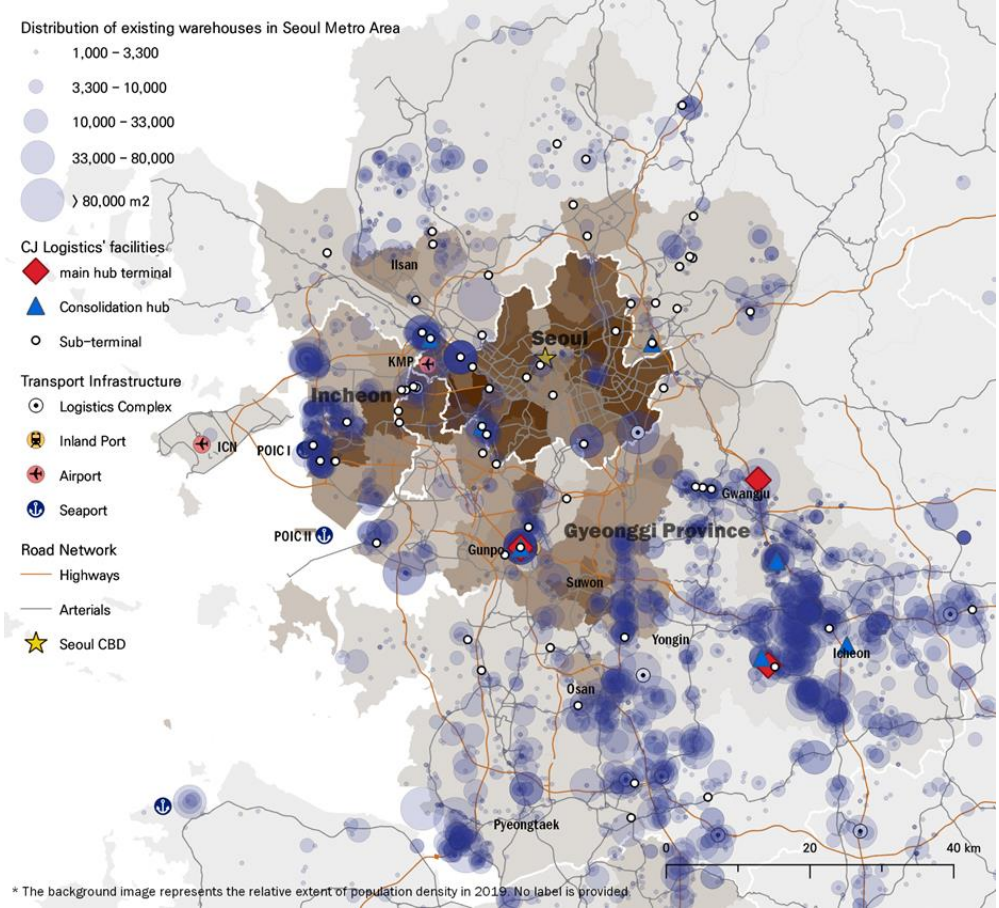 Distribution of existing warehouses in Seoul Metro Area
1,000 – 3,300
3,300 – 10,000
10,000 – 33,000
33,000 – 80,000
> 80,000 m2
CJ Logistics' facilities
main hub terminal
Consolidation hub
Sub-terminal
Transport Infrastructure
Logistics Complex
Inland Port
Airport
Seaport
Road Network
Highways
Arterials
Seoul CBD
Ilsan
Seoul
KMP
Incheon
ICN
POIC I
Gwangju
POIC II
Gyeonggi Province
Gunpo
Suwon
Yongin
Icheon
Osan
Pyeongtaek
0 20 40 km
* The background image represents the relative extent of population density in 2019. No label is provided